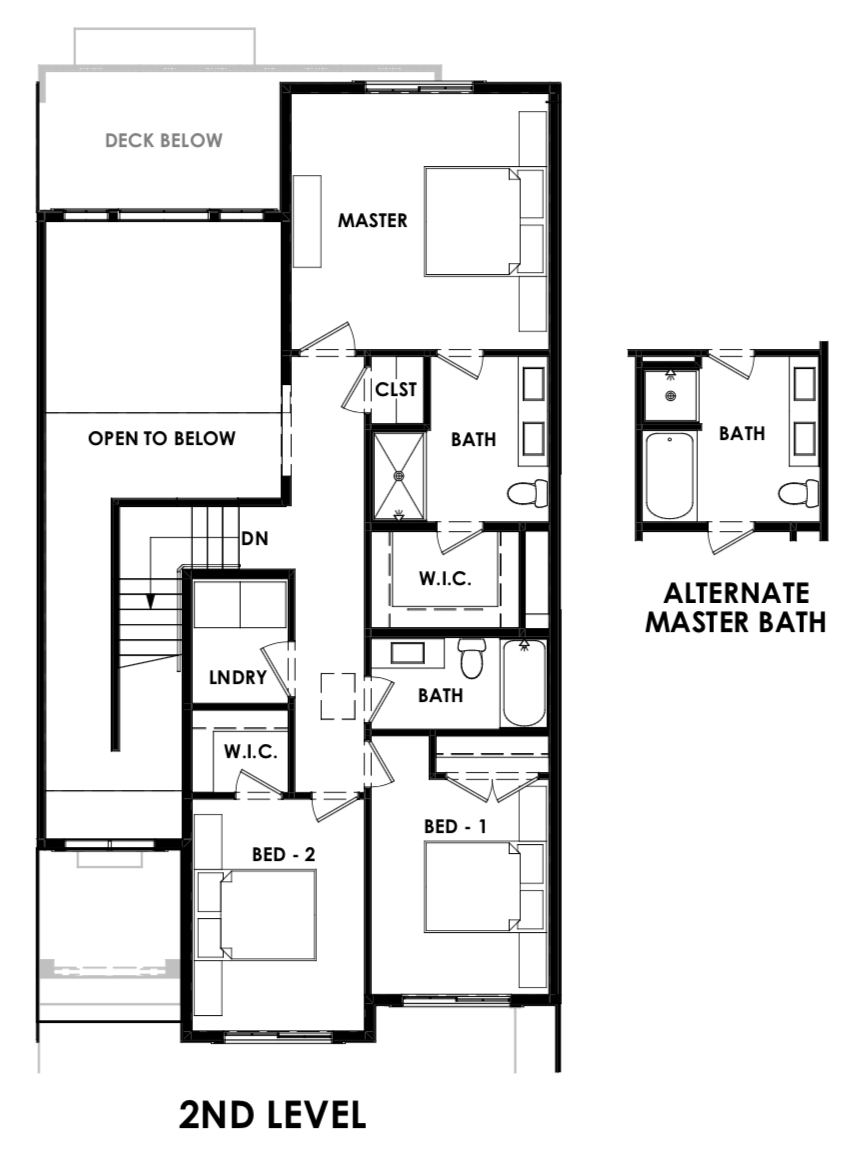 DECK BELOW
MASTER
CLST
OPEN TO BELOW
BATH
BATH
DN
W.I.C.
ALTERNATE
MASTER BATH
LNDRY
BATH
W.I.C.
BED - 1
BED - 2
2ND LEVEL